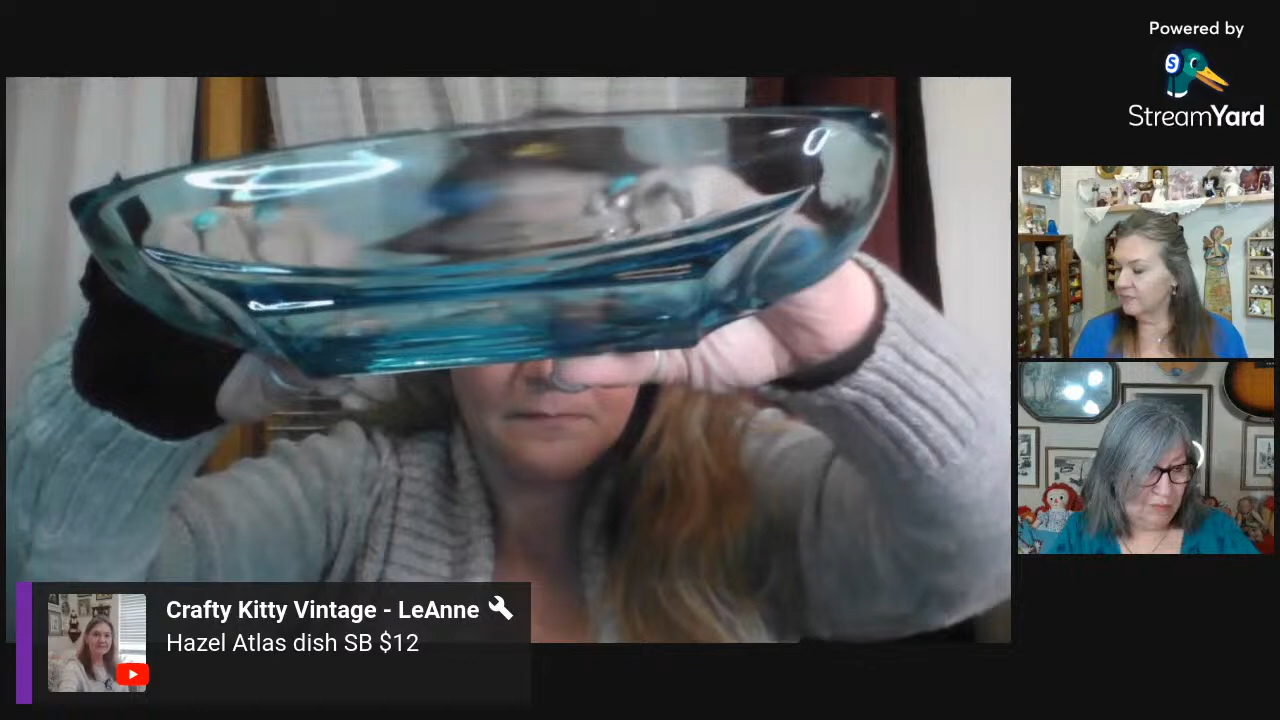 Powered by
StreamYard
Crafty Kitty Vintage - LeAnne
Hazel Atlas dish SB $12